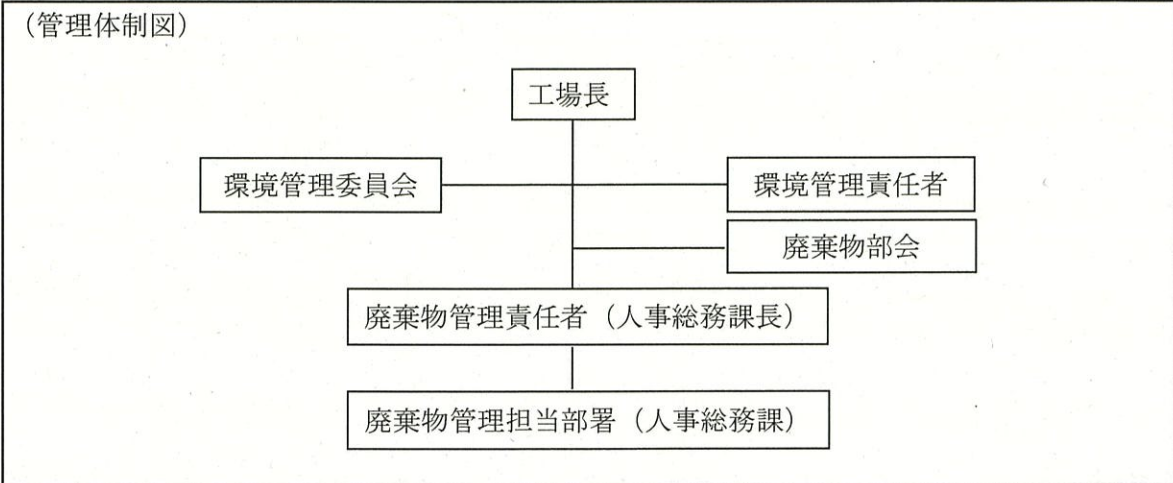 （管理体制図）
工場長
環境管理委員会
環境管理責任者
廃棄物部会
廃棄物管理責任者（人事総務課長）
廃棄物管理担当部署（人事総務課）